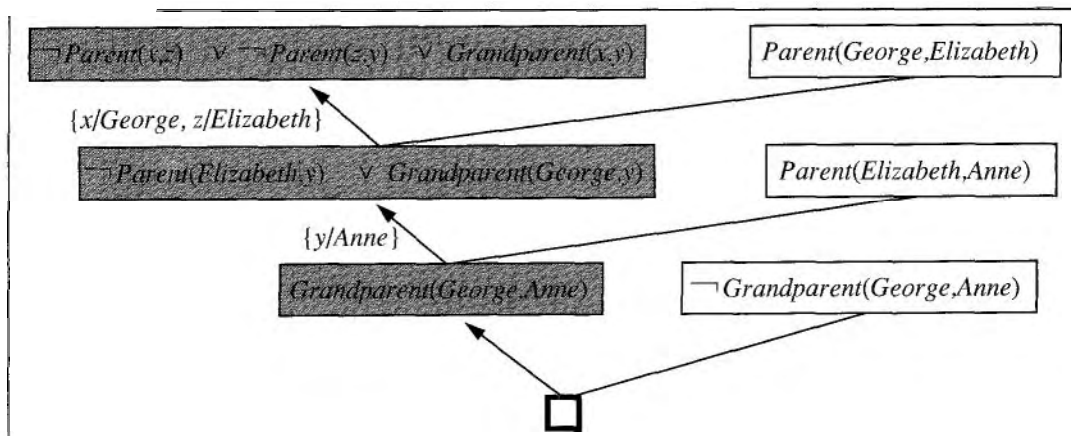 ¬Parent(x,z) ∨ ¬Parent(z,y) ∨ Grandparent(x,y)
Parent(George,Elizabeth)
{x/George, z/Elizabeth}
¬Parent(Elizabeth,y) ∨ Grandparent(George,y)
Parent(Elizabeth,Anne)
{y/Anne}
Grandparent(George,Anne)
¬Grandparent(George,Anne)